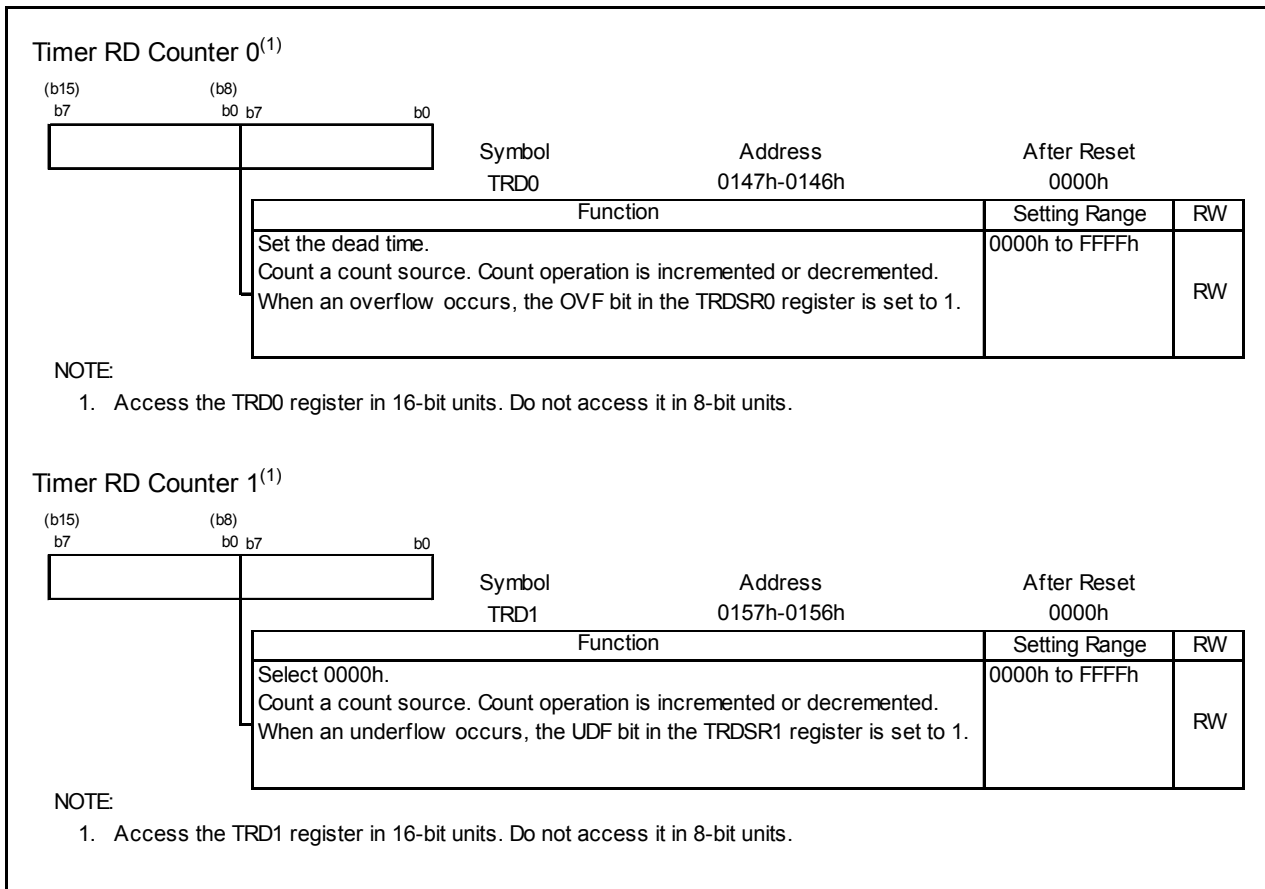 Timer RD Counter 0(1)
(b15) (b8)
b7 b0 b7 b0
Symbol Address After Reset
TRD0 0147h-0146h 0000h
Function Setting Range RW
Set the dead time. 0000h to FFFFh
Count a count source. Count operation is incremented or decremented.
When an overflow occurs, the OVF bit in the TRDSR0 register is set to 1. RW
NOTE:
1. Access the TRD0 register in 16-bit units. Do not access it in 8-bit units.
Timer RD Counter 1(1)
(b15) (b8)
b7 b0 b7 b0
Symbol Address After Reset
TRD1 0157h-0156h 0000h
Function Setting Range RW
Select 0000h. 0000h to FFFFh
Count a count source. Count operation is incremented or decremented.
When an underflow occurs, the UDF bit in the TRDSR1 register is set to 1. RW
NOTE:
1. Access the TRD1 register in 16-bit units. Do not access it in 8-bit units.